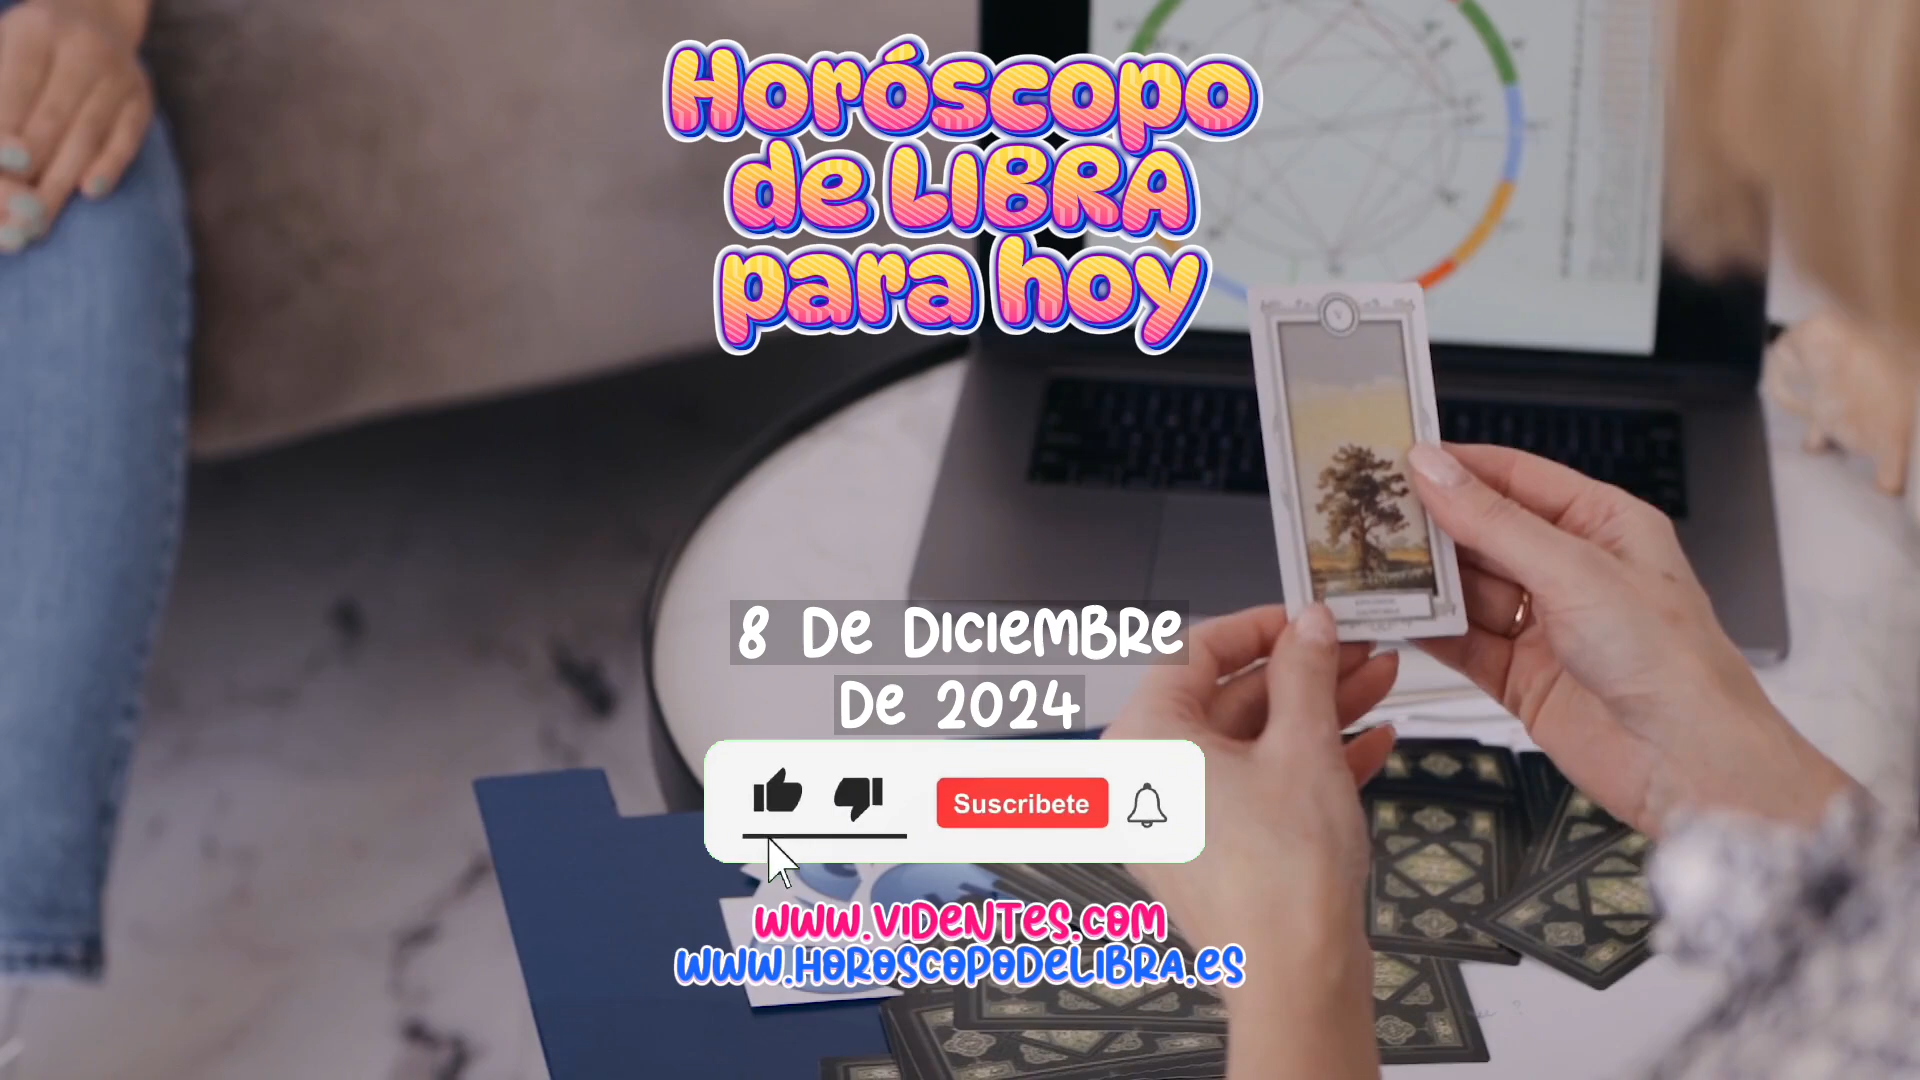 Horóscopo
de LIBRA
para hoy
8 De Diciembre
De 2024
Suscribete
www.videntes.com
www.horoscopodelibra.es